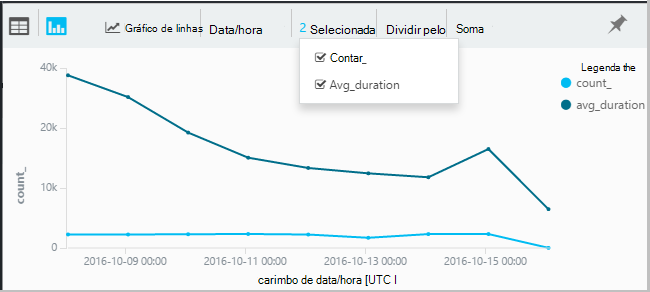 Gráfico de linhas Data/hora 2 Selecionada Dividir pelo Soma
Contar_
Avg_duration
Legenda the
count_
avg_duration
40k
20k
10k
0
count_
2016-10-09 00:00 2016-10-11 00:00 2016-10-13 00:00 2016-10-15 00:00
carimbo de data/hora [UTC I